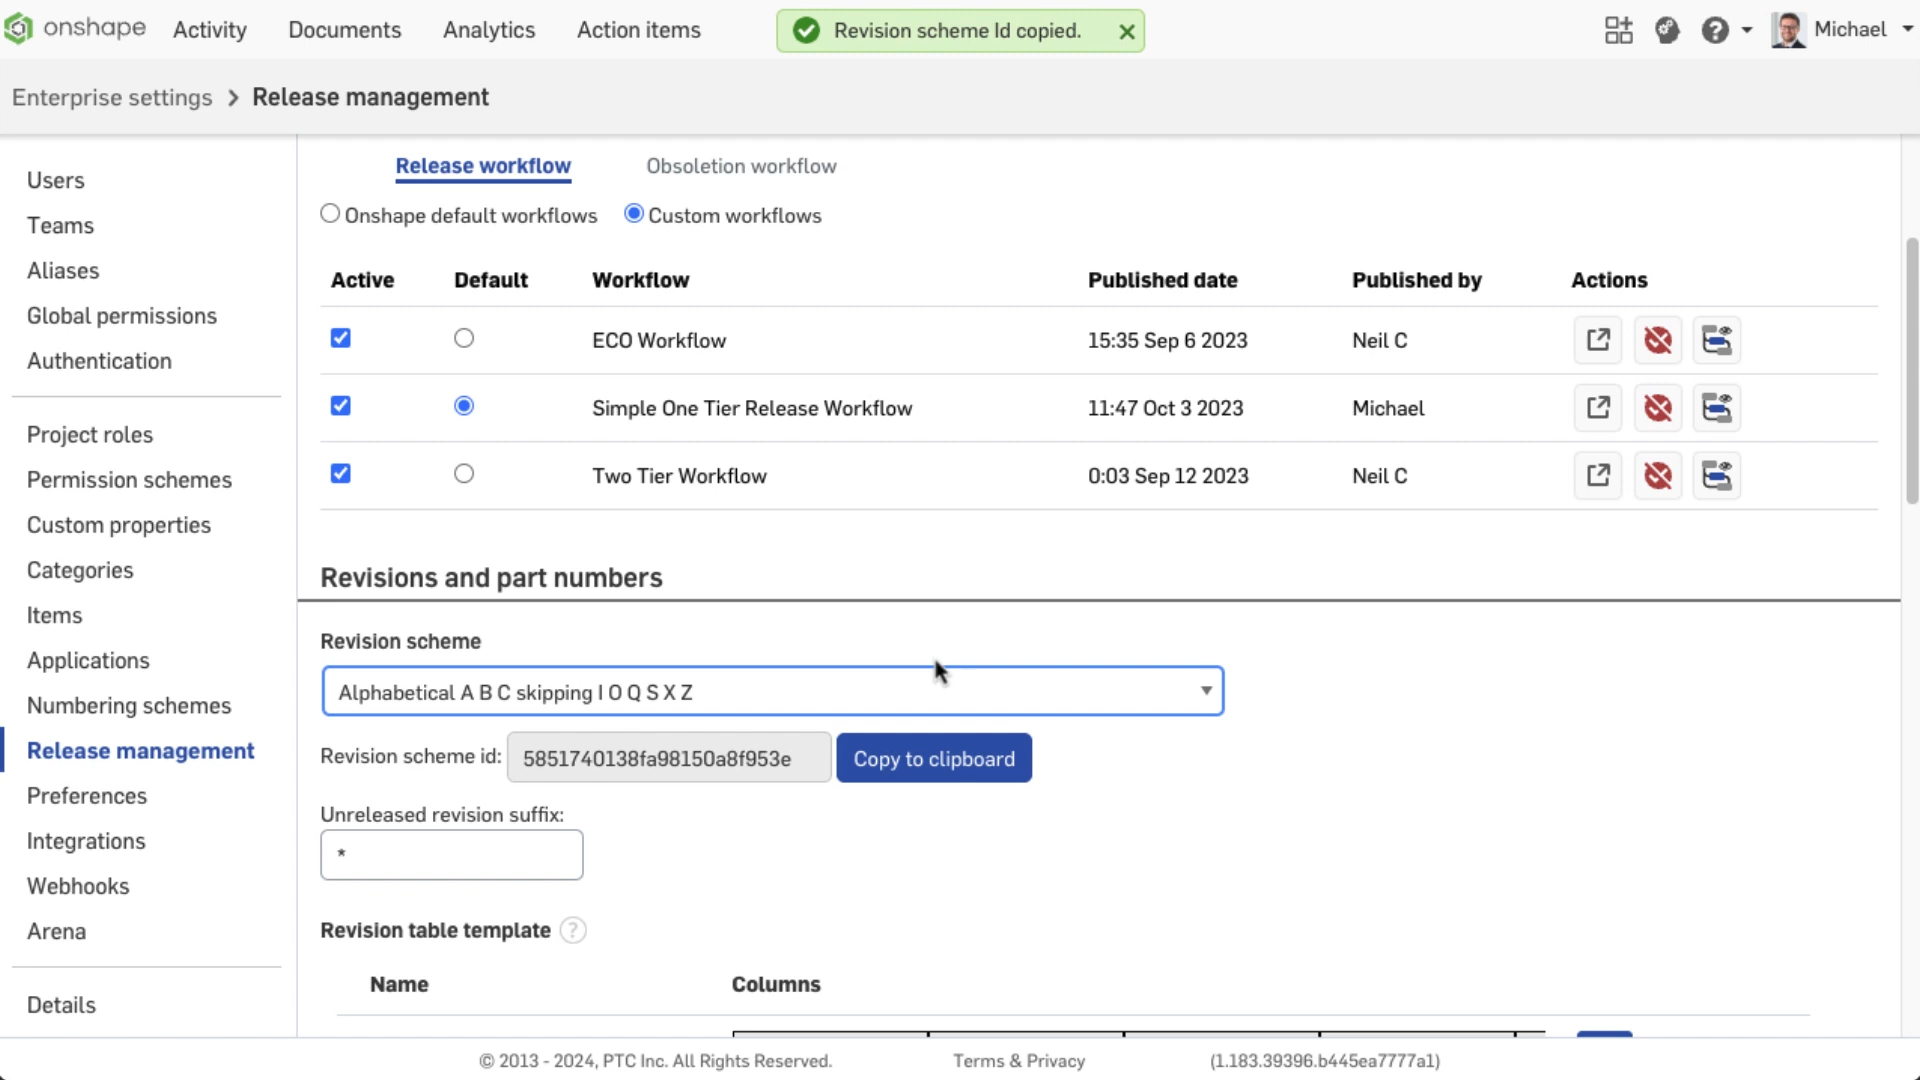 onshape Activity Documents Analytics Action items Revision scheme Id copied. Michael
Enterprise settings > Release management
Users
Teams
Aliases
Global permissions
Authentication
Project roles
Permission schemes
Custom properties
Categories
Items
Applications
Numbering schemes
Release management
Preferences
Integrations
Webhooks
Arena
Details
Release workflow Obsoletion workflow
Onshape default workflows Custom workflows
Active Default Workflow Published date Published by Actions
ECO Workflow 15:35 Sep 6 2023 Neil C
Simple One Tier Release Workflow 11:47 Oct 3 2023 Michael
Two Tier Workflow 0:03 Sep 12 2023 Neil C
Revisions and part numbers
Revision scheme
Alphabetical A B C skipping I O Q S X Z
Revision scheme id: 5851740138fa98150a8f953e Copy to clipboard
Unreleased revision suffix:
*
Revision table template ?
Name Columns
© 2013 - 2024, PTC Inc. All Rights Reserved. Terms & Privacy (1.183.39396.b445ea7777a1)